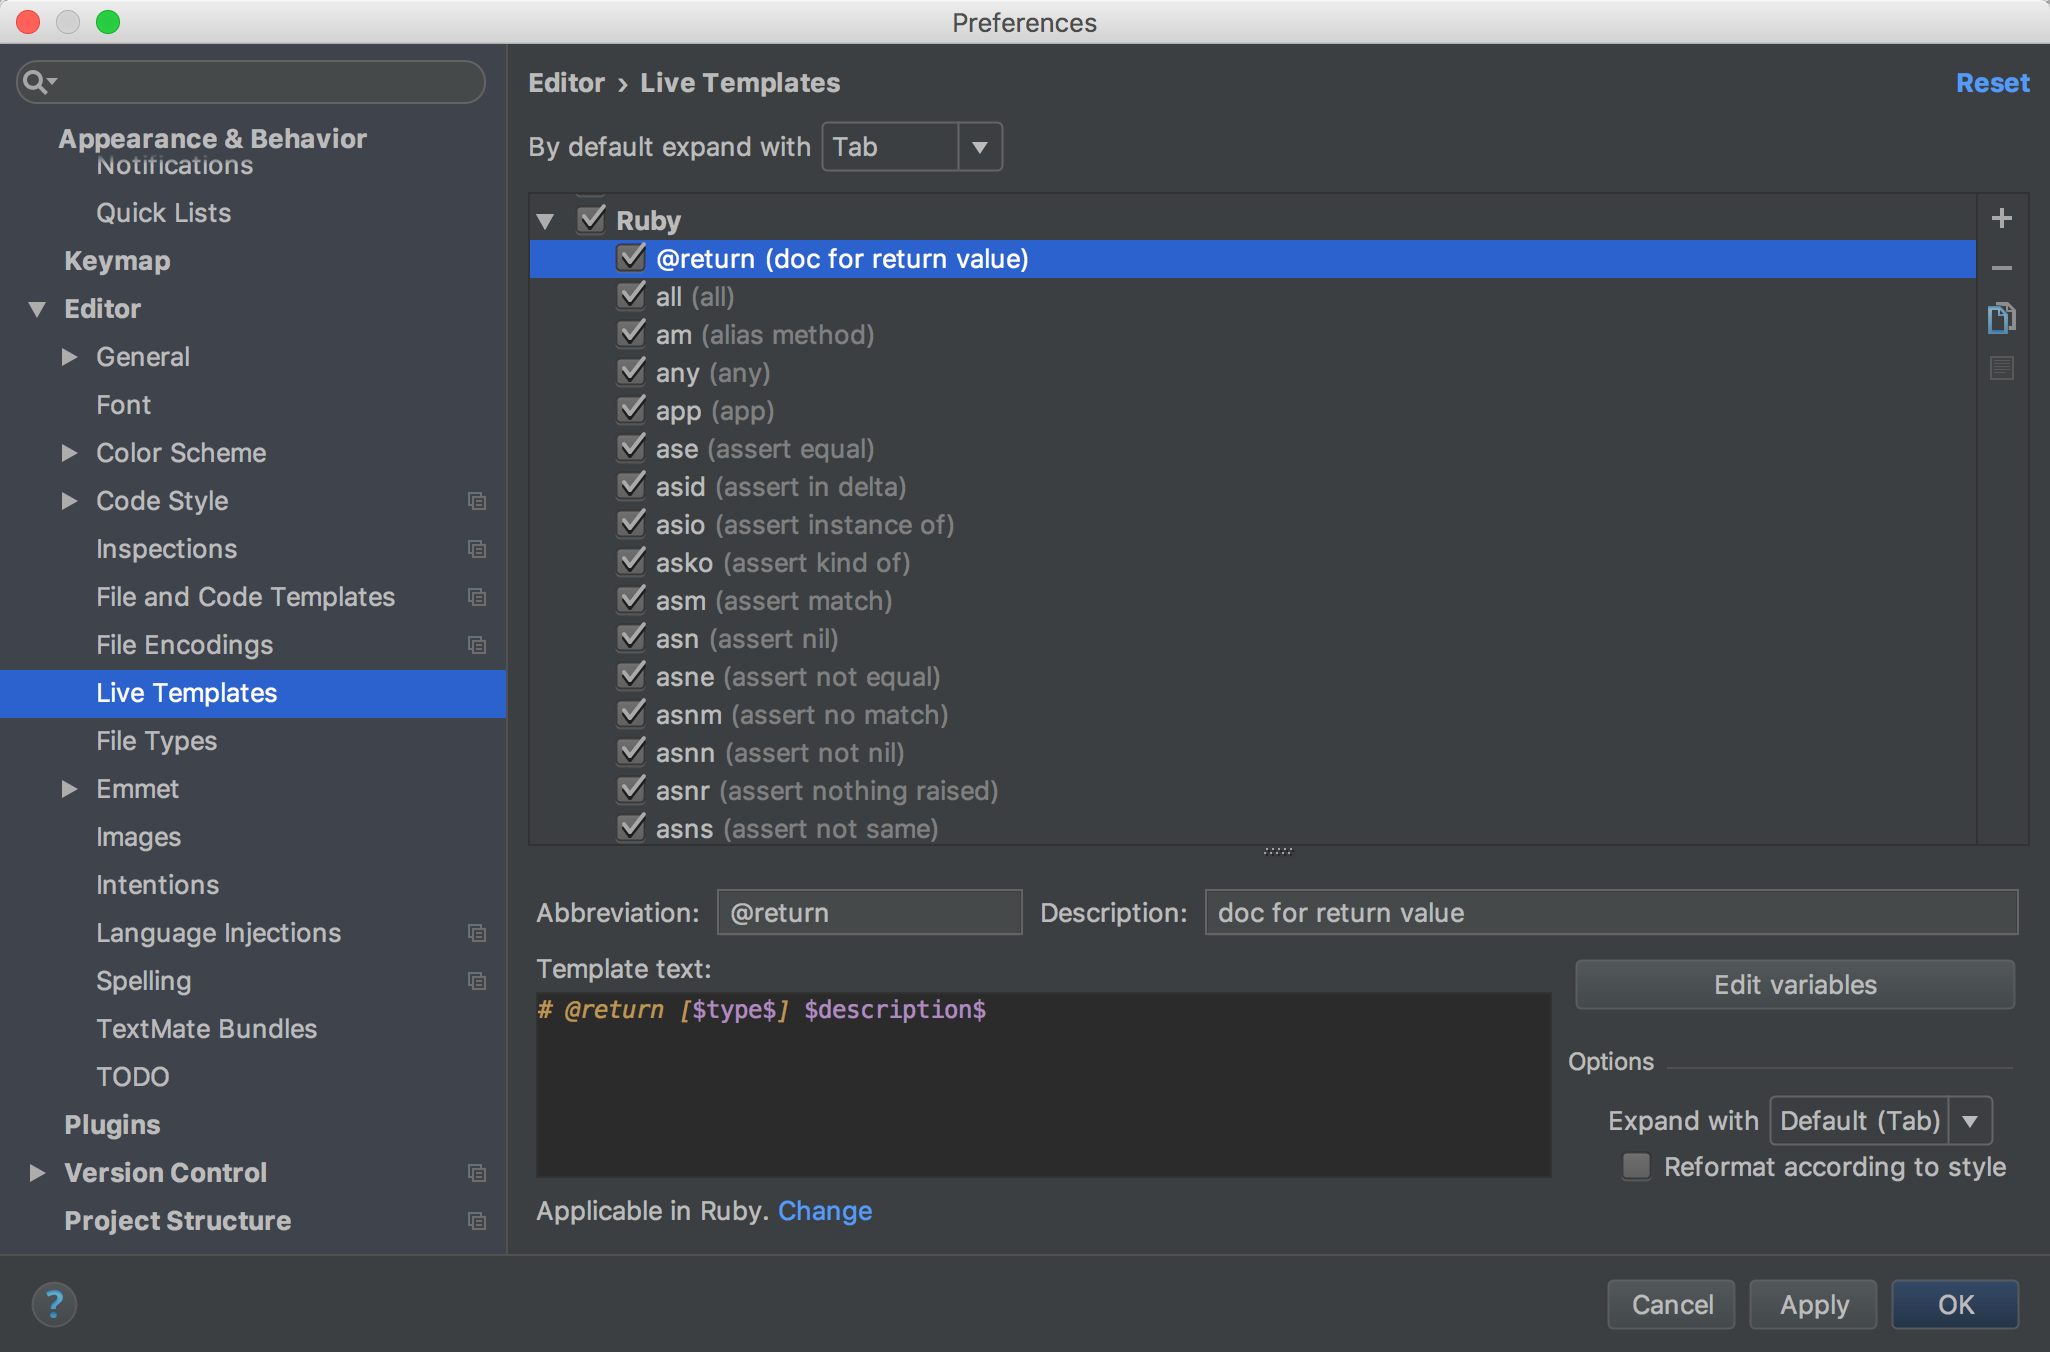 Preferences
Appearance & Behavior
Notifications
Quick Lists
Keymap
Editor
General
Font
Color Scheme
Code Style
Inspections
File and Code Templates
File Encodings
Live Templates
File Types
Emmet
Images
Intentions
Language Injections
Spelling
TextMate Bundles
TODO
Plugins
Version Control
Project Structure
Editor › Live Templates
Reset
By default expand with Tab
Ruby
@return (doc for return value)
all (all)
am (alias method)
any (any)
app (app)
ase (assert equal)
asid (assert in delta)
asio (assert instance of)
asko (assert kind of)
asm (assert match)
asn (assert nil)
asne (assert not equal)
asnm (assert no match)
asnn (assert not nil)
asnr (assert nothing raised)
asns (assert not same)
Abbreviation: @return Description: doc for return value
Template text:
# @return [$type$] $description$
Edit variables
Options
Expand with Default (Tab)
Reformat according to style
Applicable in Ruby. Change
?
Cancel
Apply
OK